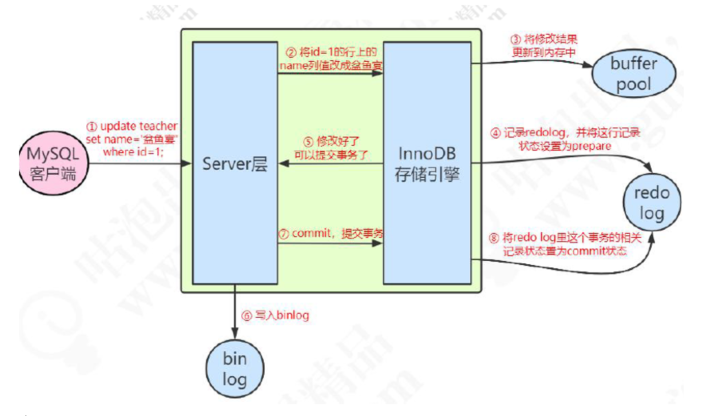 ② 将id=1的行上的
name列值改成盆鱼宴
③ 将修改结果
更新到内存中
buffer
pool
① update teacher
set name='盆鱼宴'
where id=1;
MySQL
客户端
Server层
⑤ 修改好了
可以提交事务了
InnoDB
存储引擎
④ 记录redolog，并将这行记录
状态设置为prepare
redo
log
⑦ commit，提交事务
⑧ 将redo log里这个事务的相关
记录状态置为commit状态
⑥ 写入binlog
bin
log